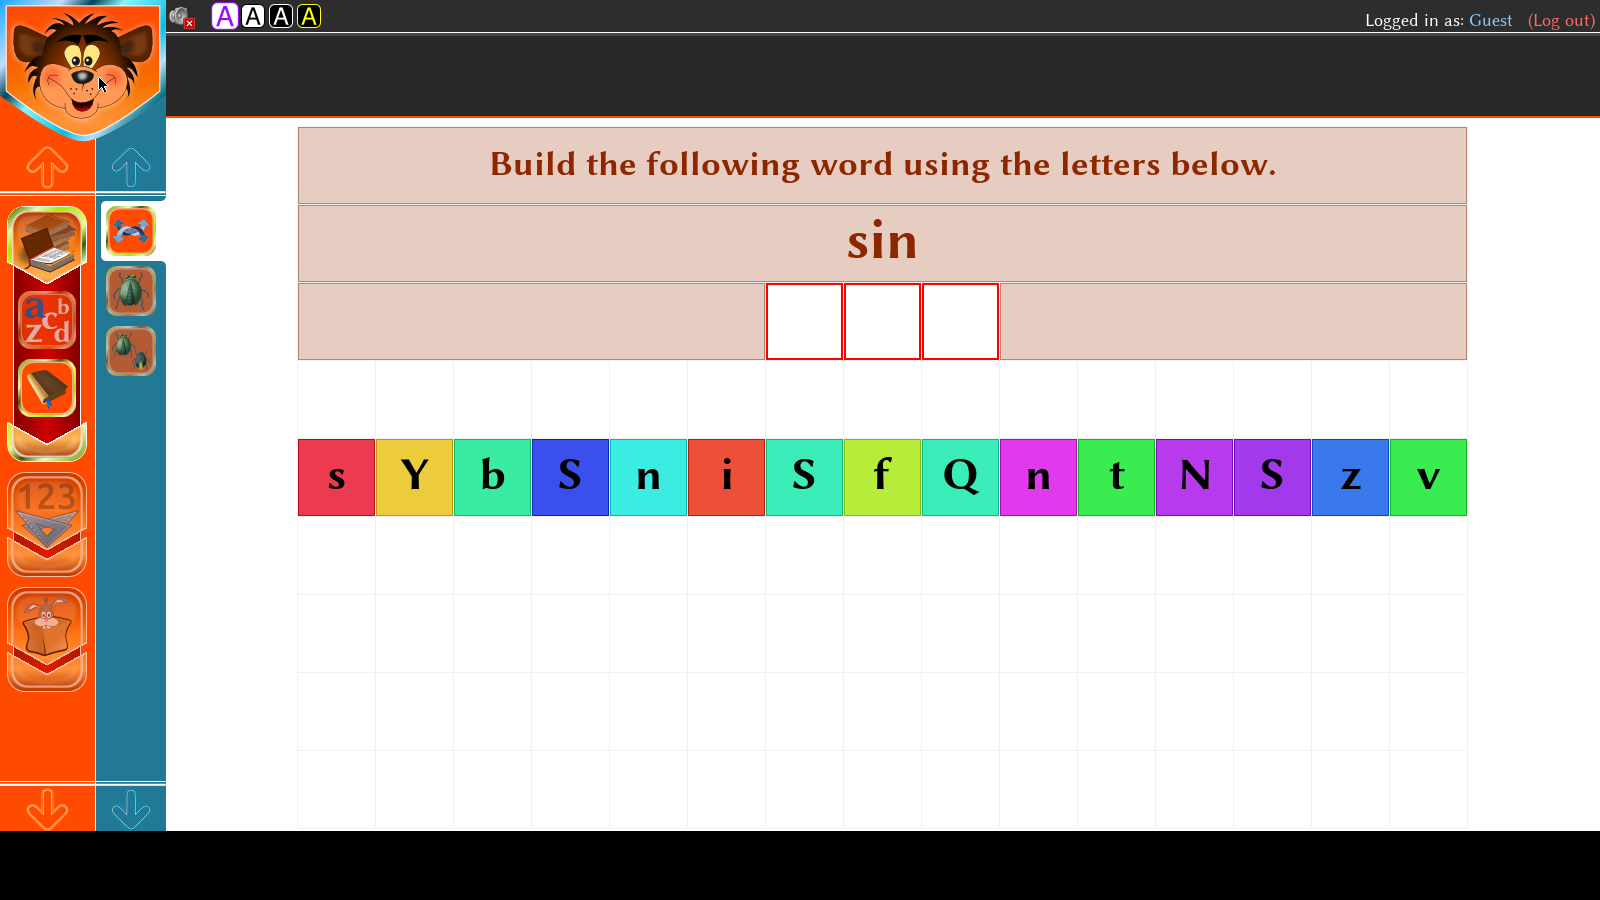 A A A A
Logged in as: Guest (Log out)
Build the following word using the letters below.
sin
s Y b S n i S f Q n t N S z v
a b c z d
123